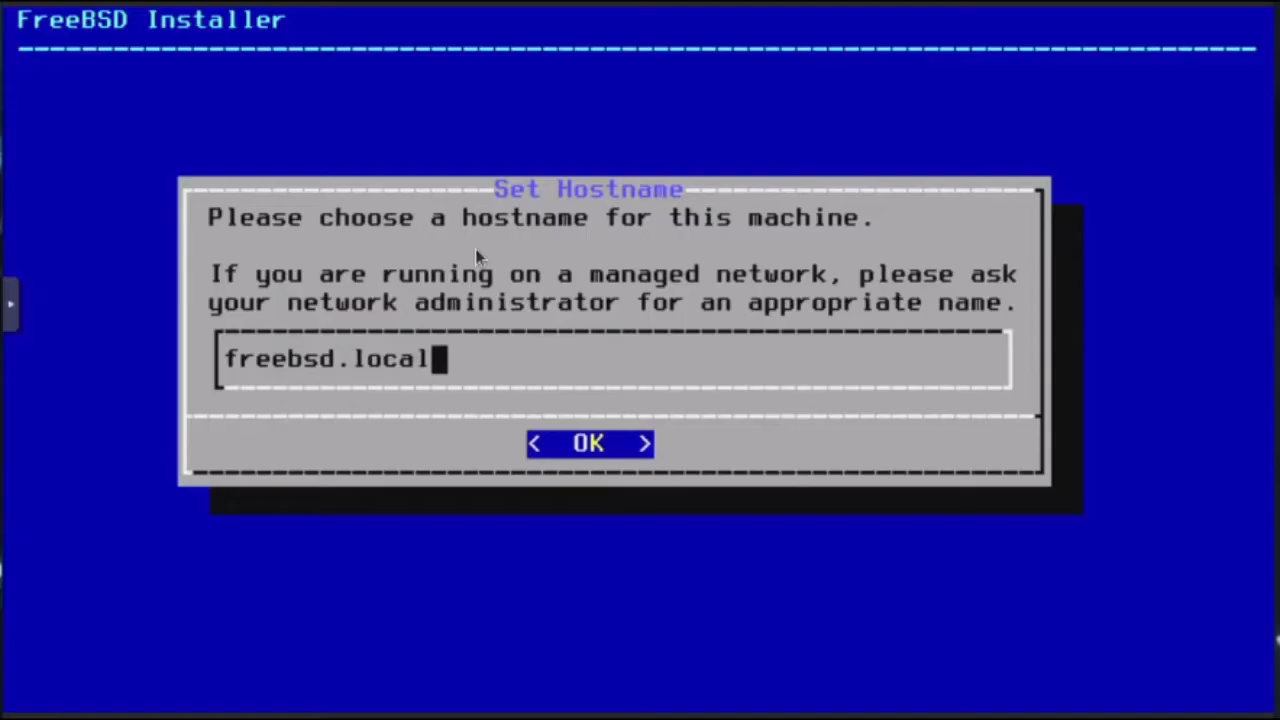 FreeBSD Installer
Set Hostname
Please choose a hostname for this machine.
If you are running on a managed network, please ask
your network administrator for an appropriate name.
freebsd.local
< OK >